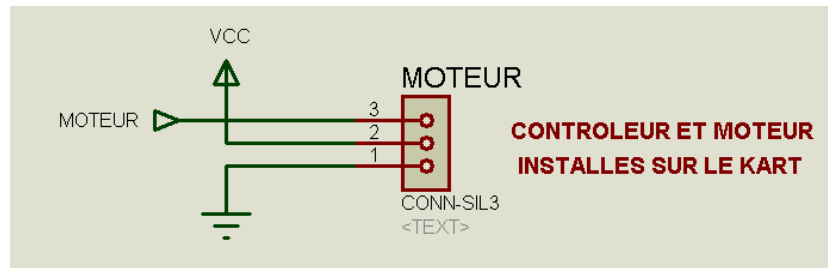 VCC
MOTEUR
MOTEUR
3
2
1
CONN-SIL3
<TEXT>
CONTROLEUR ET MOTEUR
INSTALLES SUR LE KART